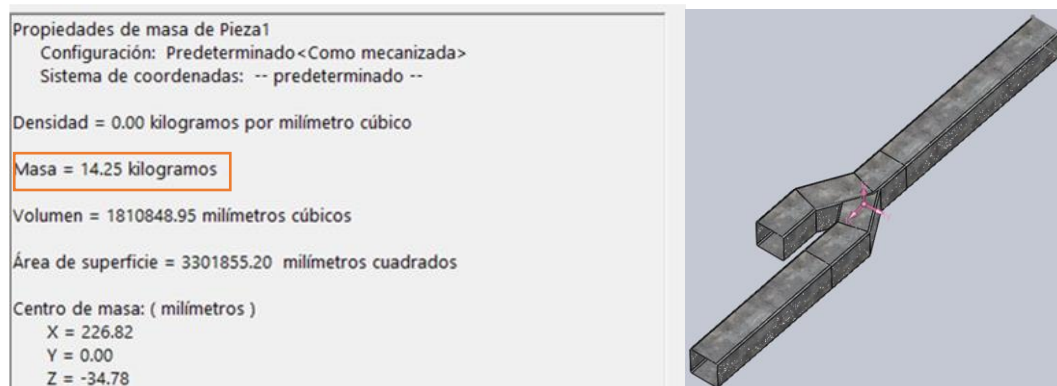 Propiedades de masa de Pieza1
Configuración: Predeterminado<Como mecanizada>
Sistema de coordenadas: -- predeterminado --
Densidad = 0.00 kilogramos por milímetro cúbico
Masa = 14.25 kilogramos
Volumen = 1810848.95 milímetros cúbicos
Área de superficie = 3301855.20 milímetros cuadrados
Centro de masa: ( milímetros )
X = 226.82
Y = 0.00
Z = -34.78